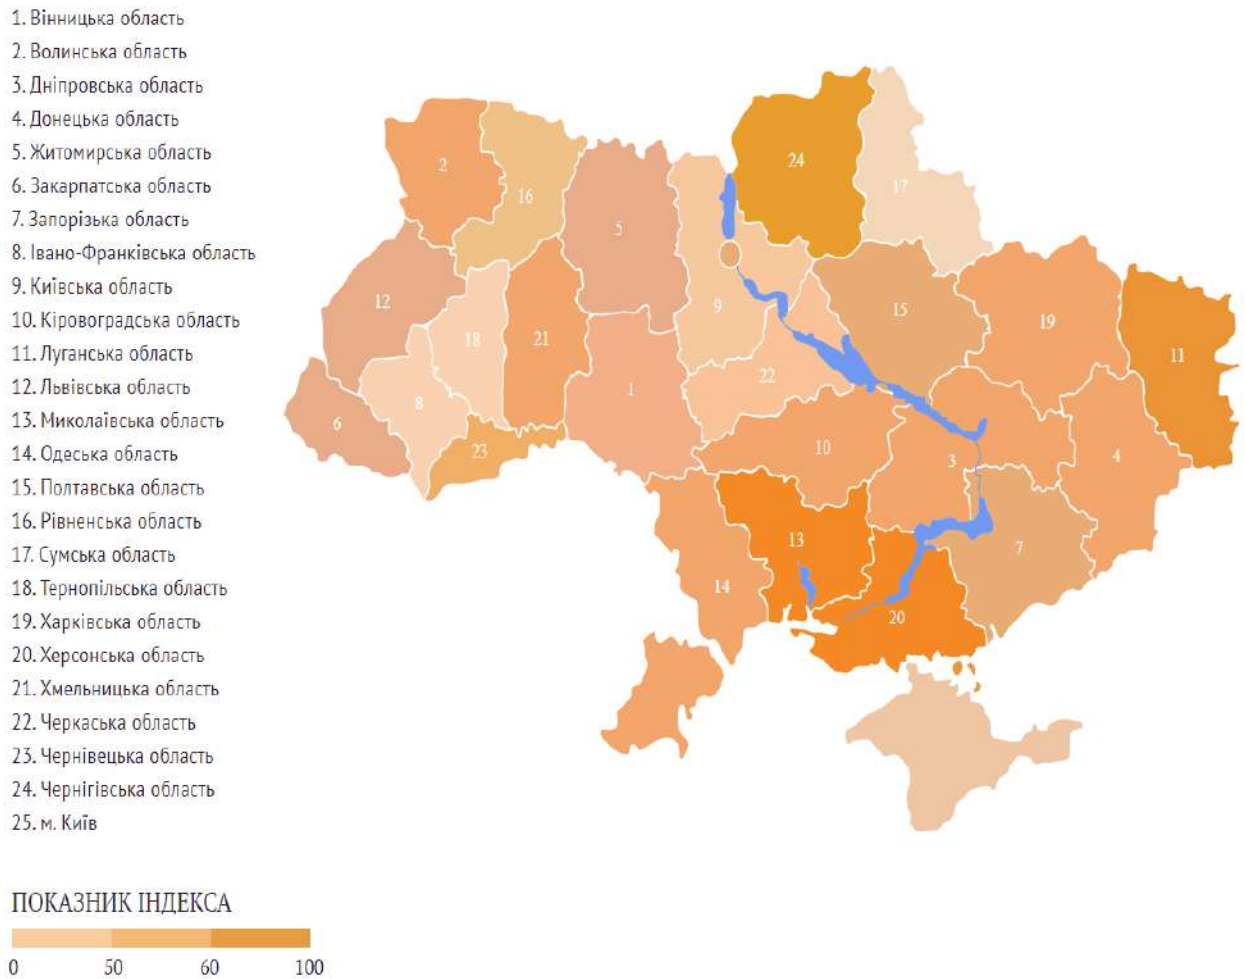 1. Вінницька область
2. Волинська область
3. Дніпровська область
4. Донецька область
5. Житомирська область
6. Закарпатська область
7. Запорізька область
8. Івано-Франківська область
9. Київська область
10. Кіровоградська область
11. Луганська область
12. Львівська область
13. Миколаївська область
14. Одеська область
15. Полтавська область
16. Рівненська область
17. Сумська область
18. Тернопільська область
19. Харківська область
20. Херсонська область
21. Хмельницька область
22. Черкаська область
23. Чернівецька область
24. Чернігівська область
25. м. Київ
2
16
5
24
17
12
18
21
9
15
19
11
6
8
23
1
22
10
3
4
13
7
14
20
ПОКАЗНИК ІНДЕКСА
0 50 60 100